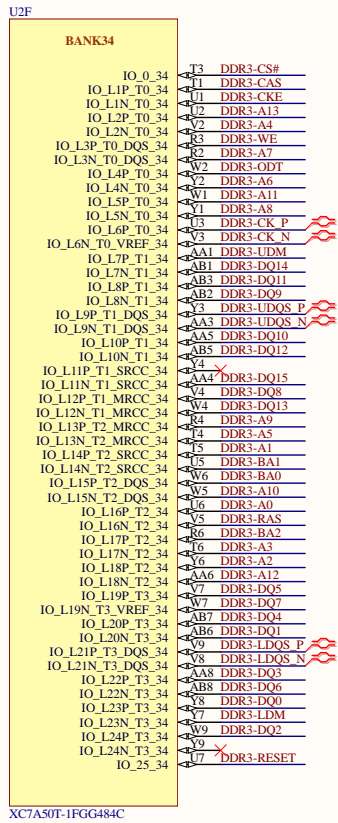 U2F
BANK34
IO_0_34 T3 DDR3-CS#
IO_L1P_T0_34 T1 DDR3-CAS
IO_L1N_T0_34 U1 DDR3-CKE
IO_L2P_T0_34 U2 DDR3-A13
IO_L2N_T0_34 V2 DDR3-A4
IO_L3P_T0_DQS_34 R3 DDR3-WE
IO_L3N_T0_DQS_34 R2 DDR3-A7
IO_L4P_T0_34 W2 DDR3-ODT
IO_L4N_T0_34 Y2 DDR3-A6
IO_L5P_T0_34 W1 DDR3-A11
IO_L5N_T0_34 Y1 DDR3-A8
IO_L6P_T0_34 U3 DDR3-CK_P
IO_L6N_T0_VREF_34 V3 DDR3-CK_N
IO_L7P_T1_34 AA1 DDR3-UDM
IO_L7N_T1_34 AB1 DDR3-DQ14
IO_L8P_T1_34 AB3 DDR3-DQ11
IO_L8N_T1_34 AB2 DDR3-DQ9
IO_L9P_T1_DQS_34 Y3 DDR3-UDQS_P
IO_L9N_T1_DQS_34 AA3 DDR3-UDQS_N
IO_L10P_T1_34 AA5 DDR3-DQ10
IO_L10N_T1_34 AB5 DDR3-DQ12
IO_L11P_T1_SRCC_34 Y4
IO_L11N_T1_SRCC_34 AA4 DDR3-DQ15
IO_L12P_T1_MRCC_34 V4 DDR3-DQ8
IO_L12N_T1_MRCC_34 W4 DDR3-DQ13
IO_L13P_T2_MRCC_34 R4 DDR3-A9
IO_L13N_T2_MRCC_34 T4 DDR3-A5
IO_L14P_T2_SRCC_34 T5 DDR3-A1
IO_L14N_T2_SRCC_34 U5 DDR3-BA1
IO_L15P_T2_DQS_34 W6 DDR3-BA0
IO_L15N_T2_DQS_34 W5 DDR3-A10
IO_L16P_T2_34 U6 DDR3-A0
IO_L16N_T2_34 V5 DDR3-RAS
IO_L17P_T2_34 R6 DDR3-BA2
IO_L17N_T2_34 T6 DDR3-A3
IO_L18P_T2_34 Y6 DDR3-A2
IO_L18N_T2_34 AA6 DDR3-A12
IO_L19P_T3_34 V7 DDR3-DQ5
IO_L19N_T3_VREF_34 W7 DDR3-DQ7
IO_L20P_T3_34 AB7 DDR3-DQ4
IO_L20N_T3_34 AB6 DDR3-DQ1
IO_L21P_T3_DQS_34 V9 DDR3-LDQS_P
IO_L21N_T3_DQS_34 V8 DDR3-LDQS_N
IO_L22P_T3_34 AA8 DDR3-DQ3
IO_L22N_T3_34 AB8 DDR3-DQ6
IO_L23P_T3_34 Y8 DDR3-DQ0
IO_L23N_T3_34 Y7 DDR3-LDM
IO_L24P_T3_34 W9 DDR3-DQ2
IO_L24N_T3_34 Y9
IO_25_34 U7 DDR3-RESET
XC7A50T-1FGG484C